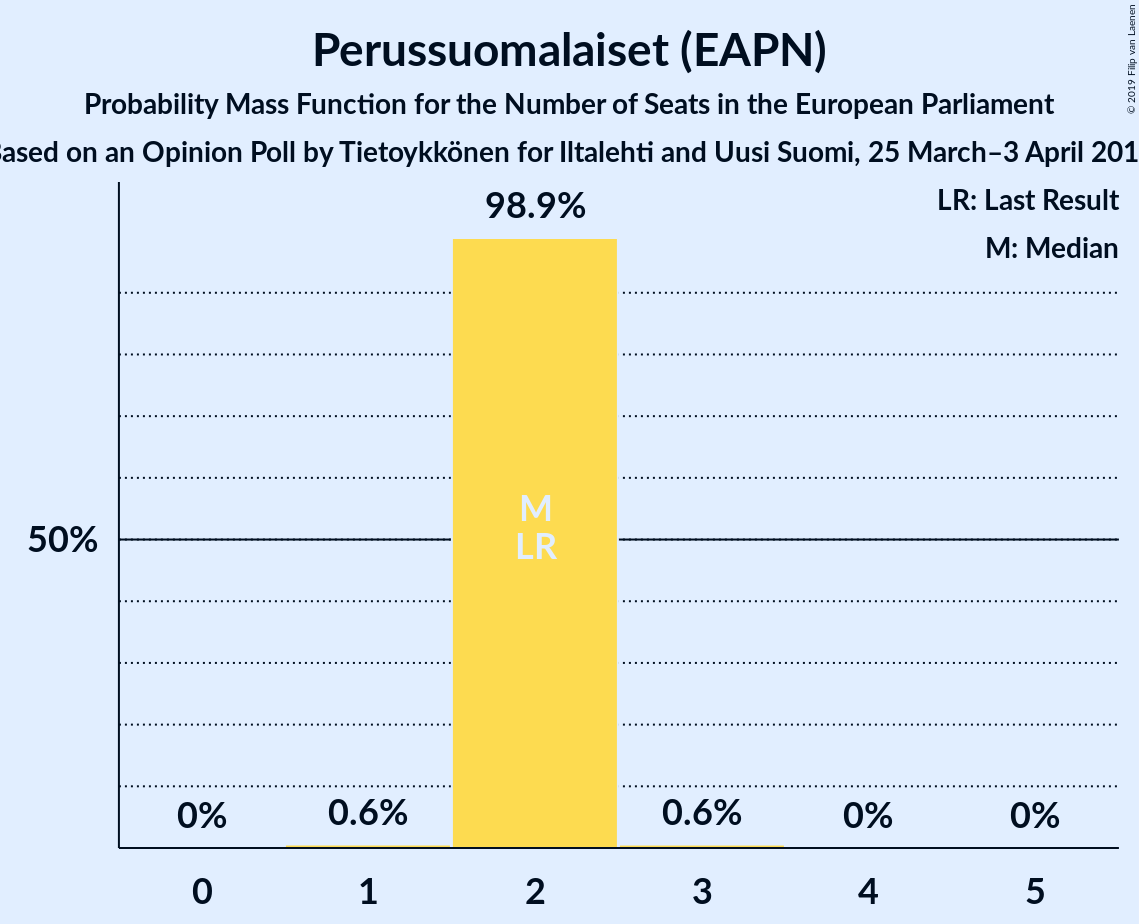 Perussuomalaiset (EAPN)
Probability Mass Function for the Number of Seats in the European Parliament
ased on an Opinion Poll by Tietoykkönen for Iltalehti and Uusi Suomi, 25 March–3 April 201
© 2019 Filip van Laenen
LR: Last Result
M: Median
98.9%
M
LR
50%
0% 0.6% 0.6% 0% 0%
0 1 2 3 4 5